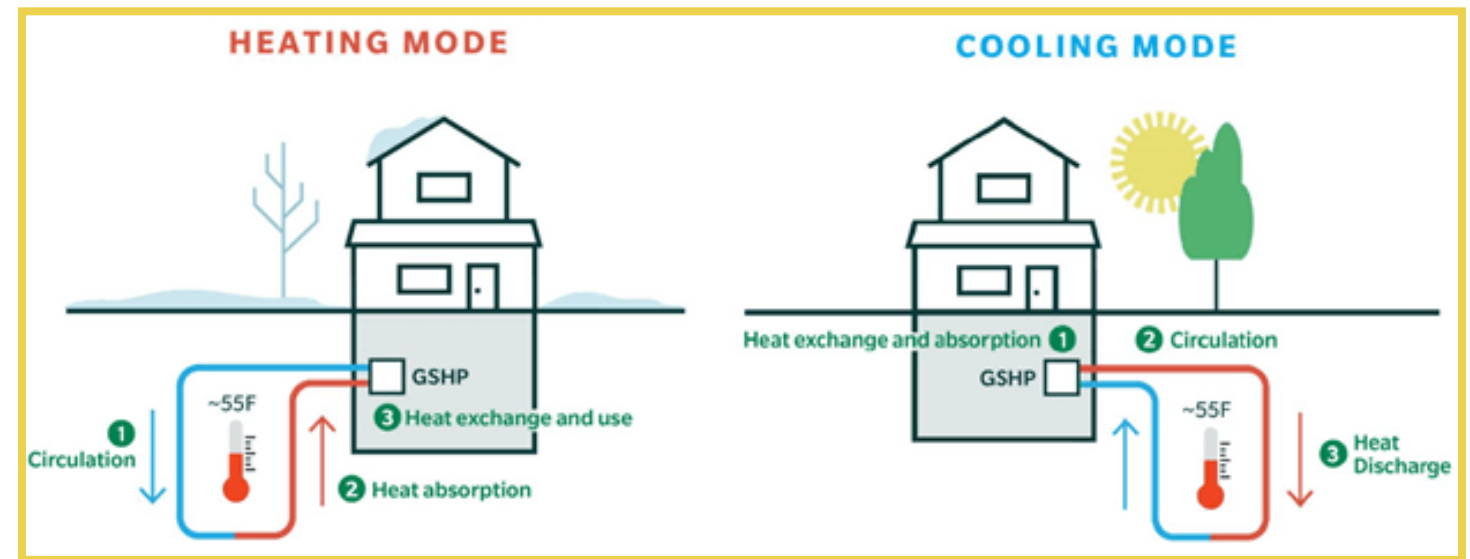 HEATING MODE
GSHP
~55F
3 Heat exchange and use
1
Circulation
2 Heat absorption
COOLING MODE
Heat exchange and absorption 1
2 Circulation
GSHP
~55F
3 Heat
Discharge